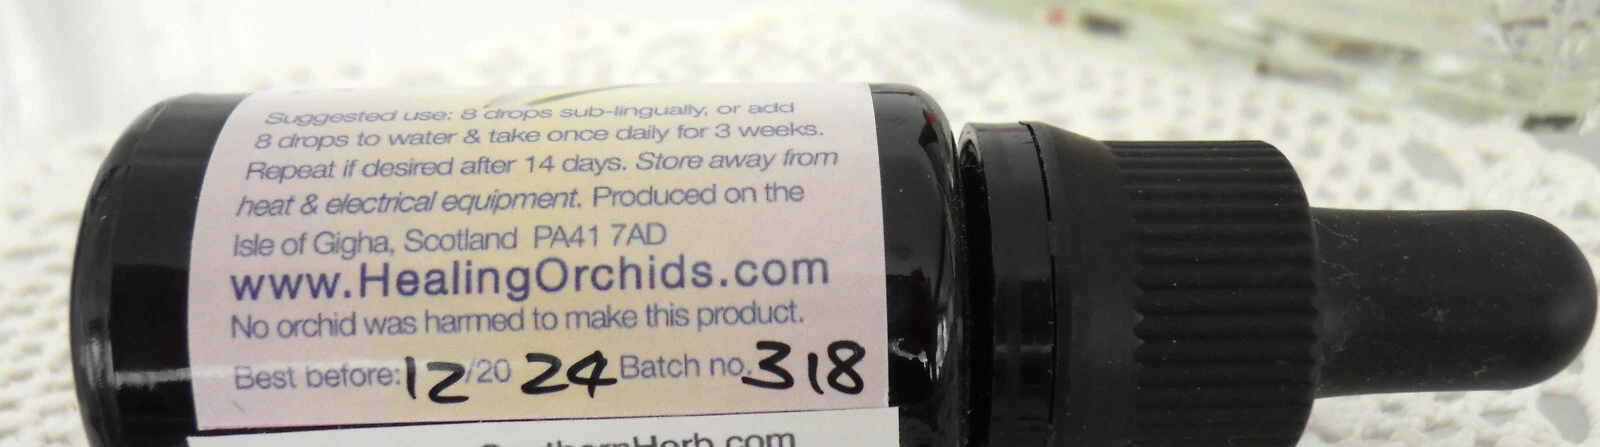 Suggested use: 8 drops sub-lingually, or add
8 drops to water & take once daily for 3 weeks.
Repeat if desired after 14 days. Store away from
heat & electrical equipment. Produced on the
Isle of Gigha, Scotland PA41 7AD
www.HealingOrchids.com
No orchid was harmed to make this product.
Best before: 12/20 24 Batch no. 318